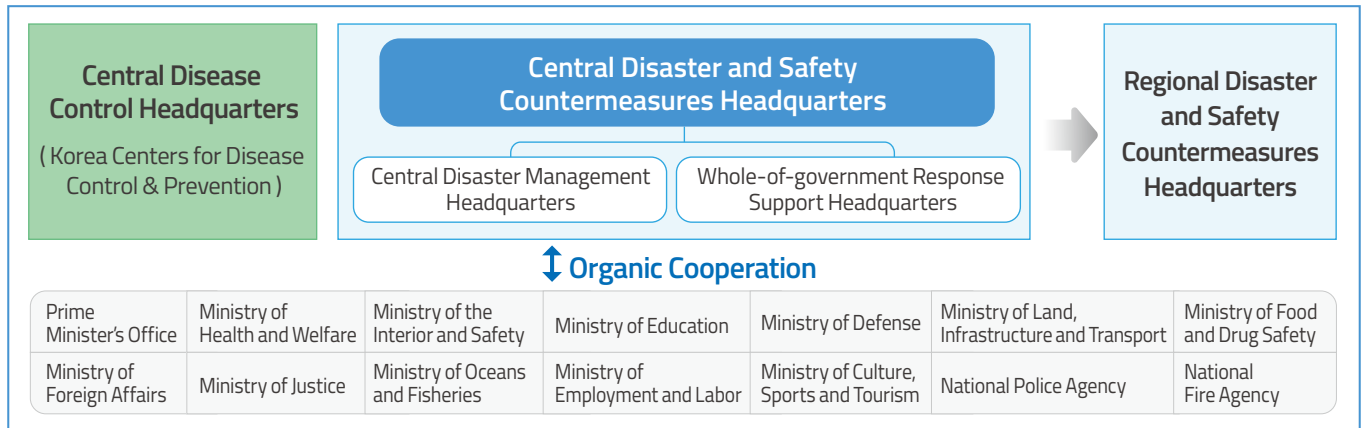 Central Disease
Control Headquarters
( Korea Centers for Disease
Control & Prevention )
Central Disaster and Safety
Countermeasures Headquarters
Central Disaster Management
Headquarters
Whole-of-government Response
Support Headquarters
Regional Disaster
and Safety
Countermeasures
Headquarters
Organic Cooperation
Prime
Minister's Office
Ministry of
Health and Welfare
Ministry of the
Interior and Safety
Ministry of Education
Ministry of Defense
Ministry of Land,
Infrastructure and Transport
Ministry of Food
and Drug Safety
Ministry of
Foreign Affairs
Ministry of Justice
Ministry of Oceans
and Fisheries
Ministry of
Employment and Labor
Ministry of Culture,
Sports and Tourism
National Police Agency
National
Fire Agency